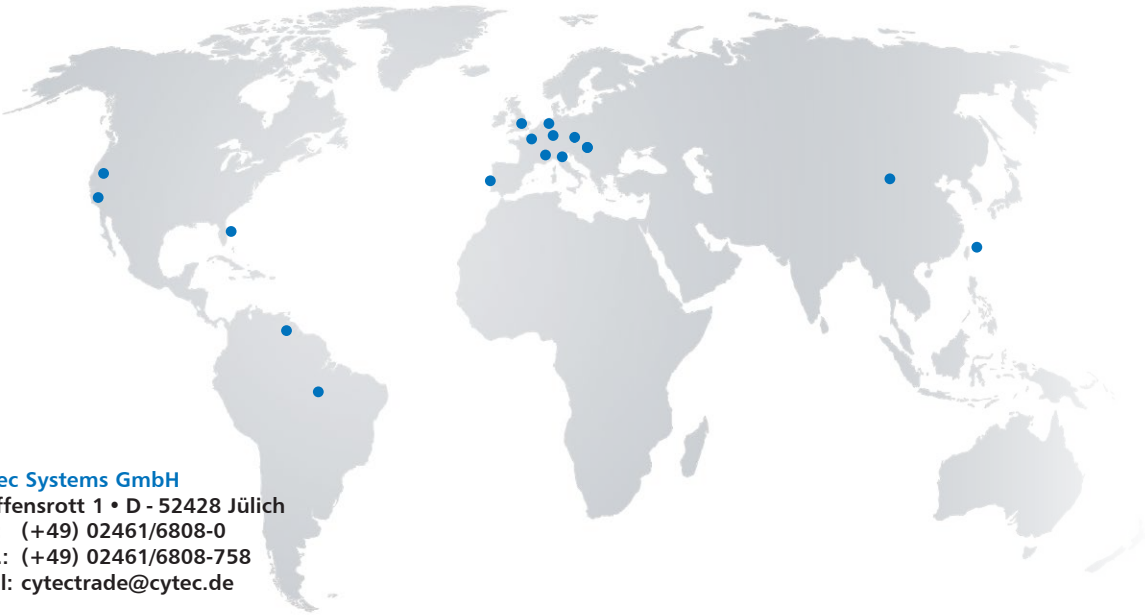 ec Systems GmbH
ffensrott 1 • D - 52428 Jülich
(+49) 02461/6808-0
.: (+49) 02461/6808-758
l: cytectrade@cytec.de